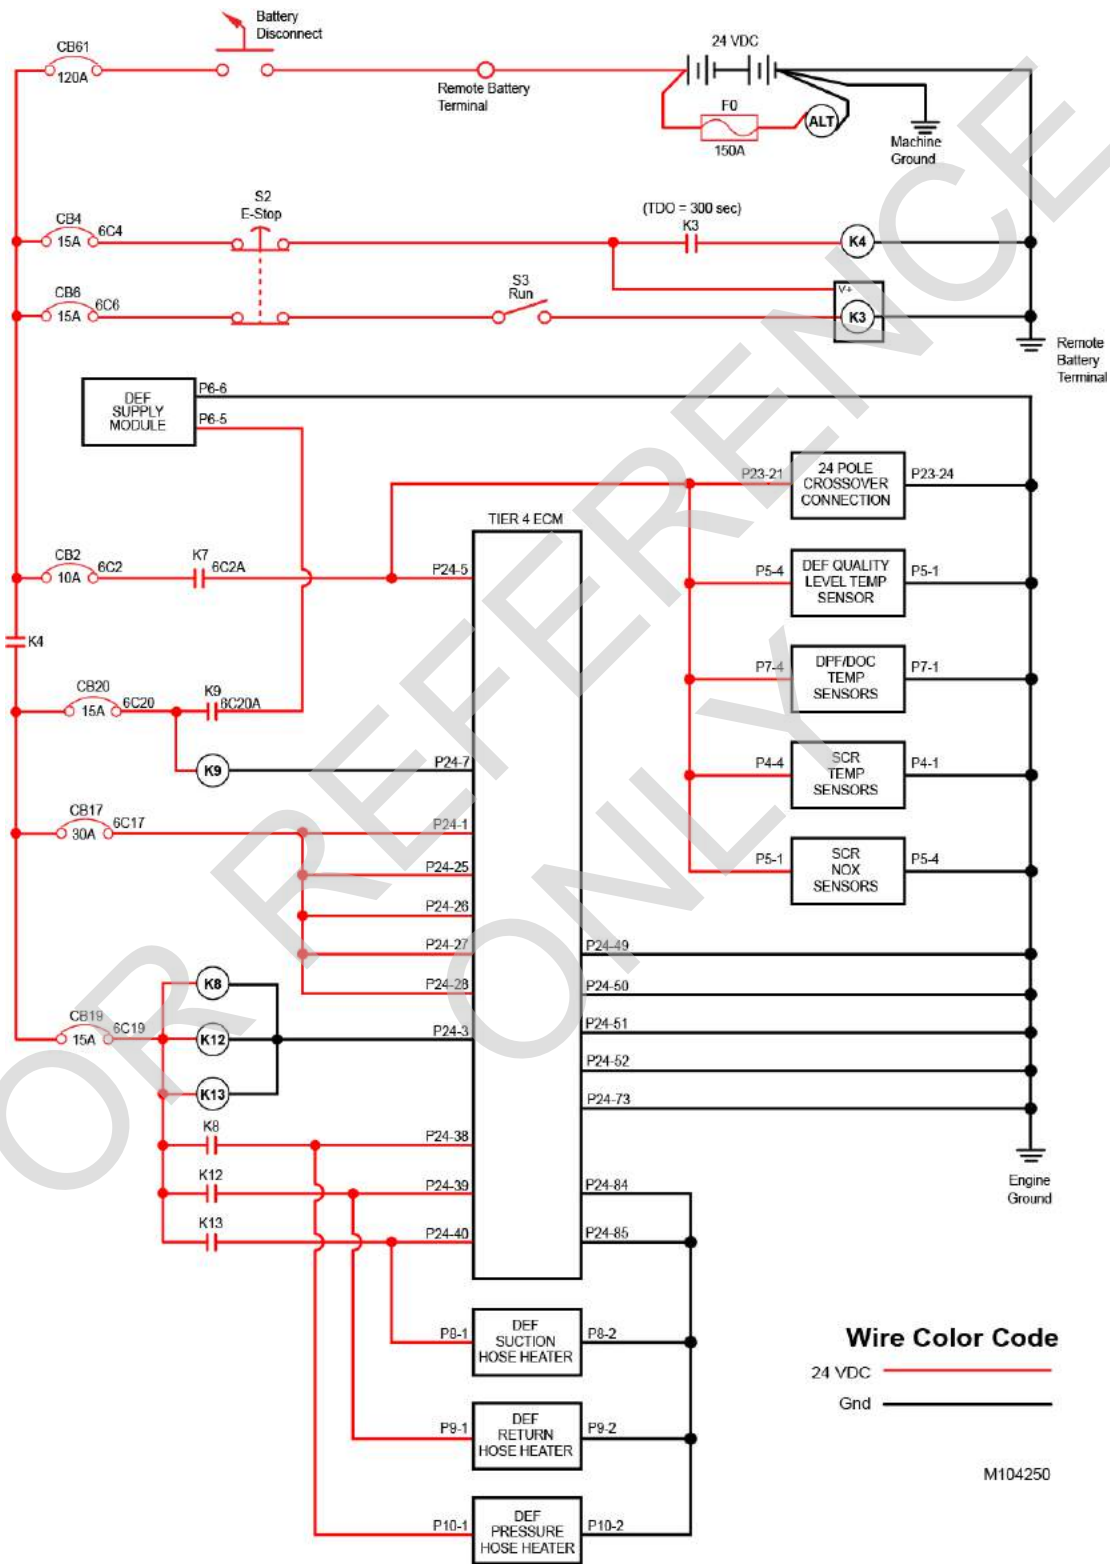 Battery
Disconnect
CB61
120A
Remote Battery
Terminal
24 VDC
F0
150A
ALT
Machine
Ground
CB4
15A
6C4
S2
E-Stop
(TDO = 300 sec)
K3
K4
CB6
15A
6C6
S3
Run
V+
K3
Remote
Battery
Terminal
DEF
SUPPLY
MODULE
P6-6
P6-5
P23-21
24 POLE
CROSSOVER
CONNECTION
P23-24
TIER 4 ECM
CB2
10A
6C2
K7
6C2A
P24-5
P5-4
DEF QUALITY
LEVEL TEMP
SENSOR
P5-1
K4
P7-4
DPF/DOC
TEMP
SENSORS
P7-1
CB20
15A
6C20
K9
6C20A
K9
P24-7
P4-4
SCR
TEMP
SENSORS
P4-1
CB17
30A
6C17
P24-1
P24-25
P24-26
P24-27
P24-28
P5-1
SCR
NOX
SENSORS
P5-4
P24-49
P24-50
P24-51
P24-52
P24-73
K8
CB19
15A
6C19
K12
P24-3
K13
K8
P24-38
K12
P24-39
K13
P24-40
P24-84
P24-85
Engine
Ground
P8-1
DEF
SUCTION
HOSE HEATER
P8-2
P9-1
DEF
RETURN
HOSE HEATER
P9-2
P10-1
DEF
PRESSURE
HOSE HEATER
P10-2
Wire Color Code
24 VDC
Gnd
M104250
OR REFERENCE
ONLY